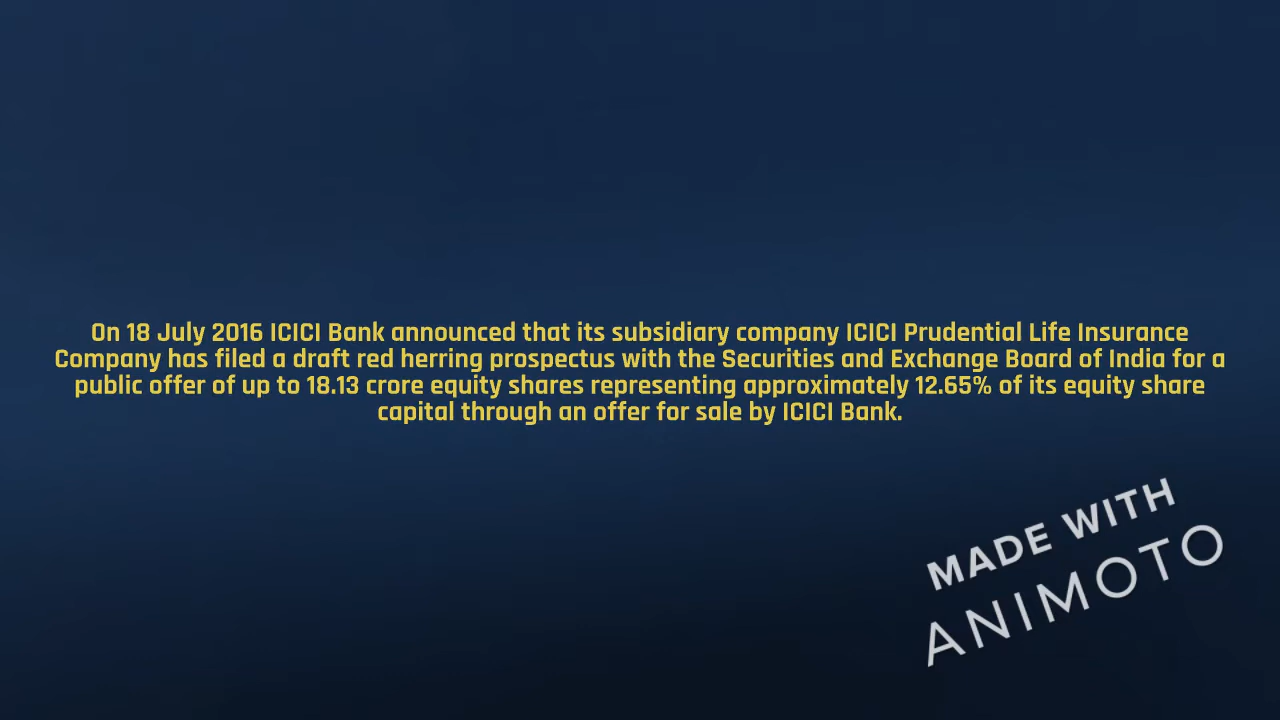 On 18 July 2016 ICICI Bank announced that its subsidiary company ICICI Prudential Life Insurance
Company has filed a draft red herring prospectus with the Securities and Exchange Board of India for a
public offer of up to 18.13 crore equity shares representing approximately 12.65% of its equity share
capital through an offer for sale by ICICI Bank.
MADE WITH
ANIMOTO